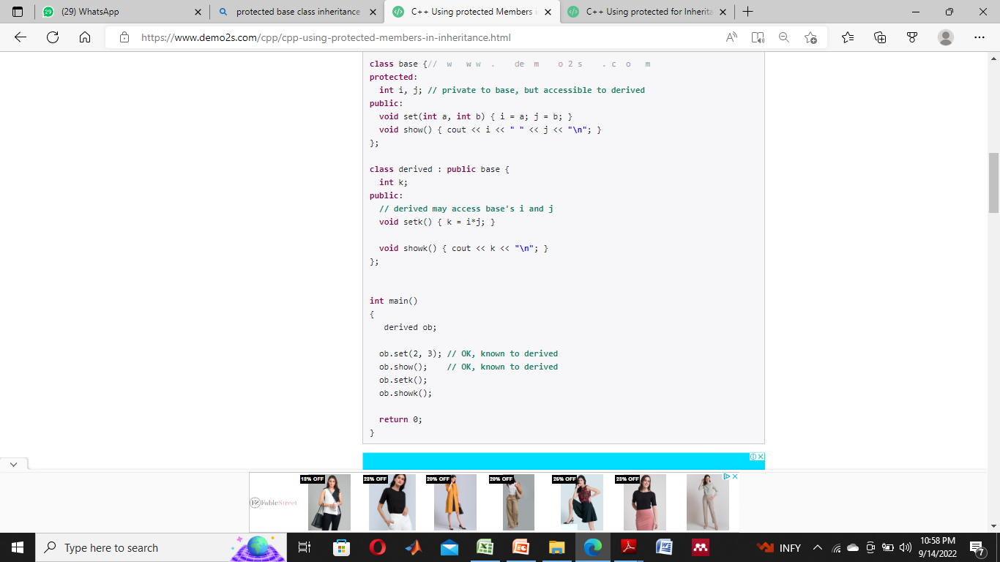 (29) WhatsApp
protected base class inheritance
C++ Using protected Members i
C++ Using protected for Inherita
https://www.demo2s.com/cpp/cpp-using-protected-members-in-inheritance.html
class base {// w w w . de m o 2 s . c o m
protected:
int i, j; // private to base, but accessible to derived
public:
void set(int a, int b) { i = a; j = b; }
void show() { cout << i << " " << j << "\n"; }
};
class derived : public base {
int k;
public:
// derived may access base's i and j
void setk() { k = i*j; }
void showk() { cout << k << "\n"; }
};
int main()
{
derived ob;
ob.set(2, 3); // OK, known to derived
ob.show(); // OK, known to derived
ob.setk();
ob.showk();
return 0;
}
FableStreet
18% OFF
23% OFF
20% OFF
20% OFF
25% OFF
23% OFF
Type here to search
INFY
10:58 PM
9/14/2022
7